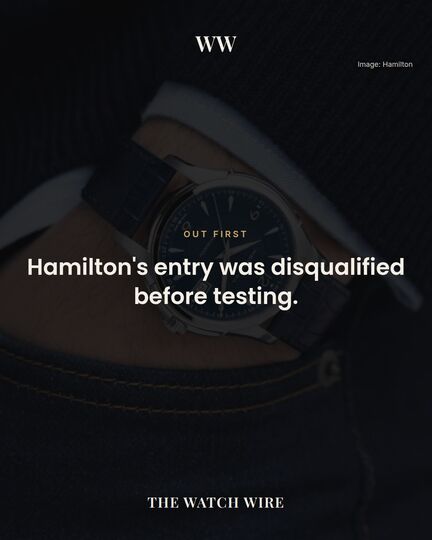 WW
Image: Hamilton
OUT FIRST
Hamilton's entry was disqualified
before testing.
THE WATCH WIRE